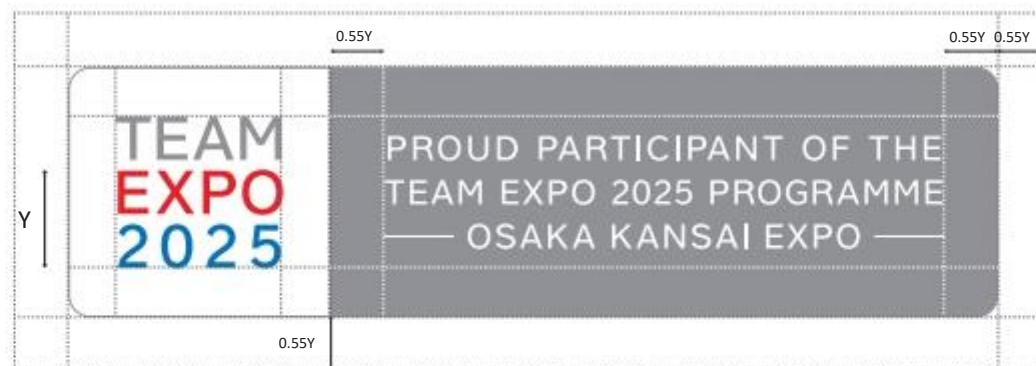 0.55Y
0.55Y 0.55Y
TEAM
EXPO
2025
PROUD PARTICIPANT OF THE
TEAM EXPO 2025 PROGRAMME
OSAKA KANSAI EXPO
Y
0.55Y